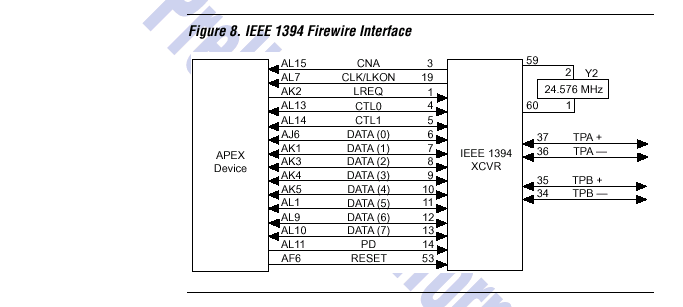 Figure 8. IEEE 1394 Firewire Interface
AL15 CNA 3
AL7 CLK/LKON 19
AK2 LREQ 1
AL13 CTL0 4
AL14 CTL1 5
AJ6 DATA (0) 6
AK1 DATA (1) 7
AK3 DATA (2) 8
AK4 DATA (3) 9
AK5 DATA (4) 10
AL1 DATA (5) 11
AL9 DATA (6) 12
AL10 DATA (7) 13
AL11 PD 14
AF6 RESET 53
APEX
Device
IEEE 1394
XCVR
59
2 Y2
24.576 MHz
60 1
37 TPA +
36 TPA —
35 TPB +
34 TPB —